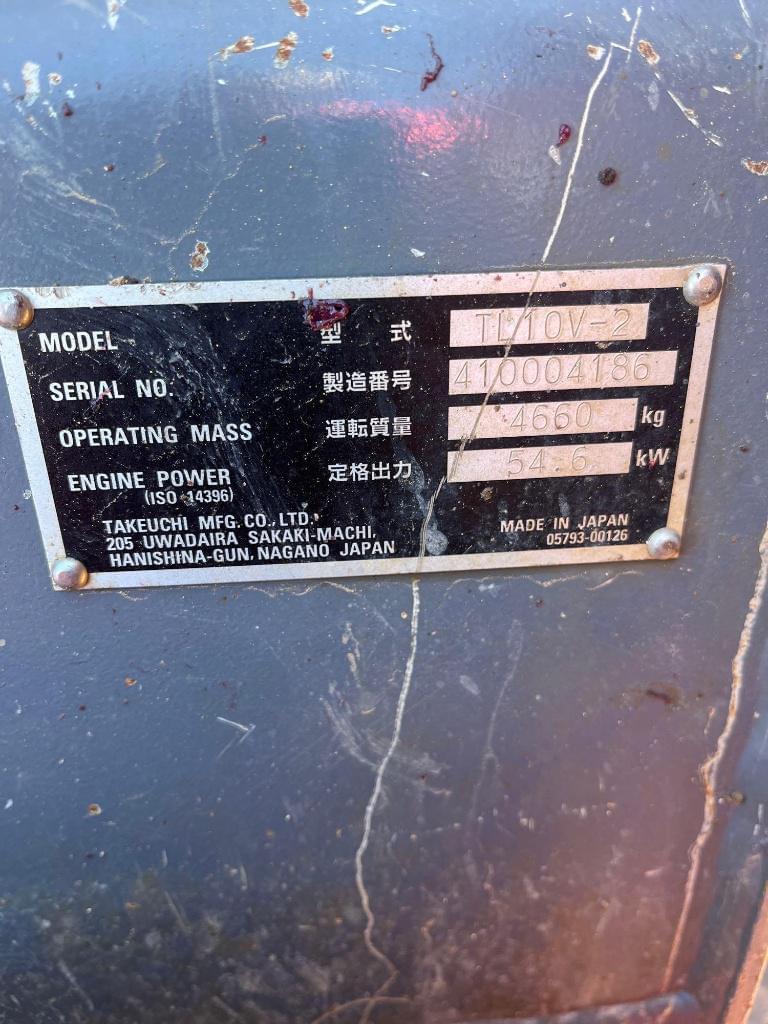 MODEL 型 式 TL10V-2
SERIAL NO. 製造番号 410004186
OPERATING MASS 運転質量 4660 kg
ENGINE POWER 定格出力 54.6 kW
(ISO 14396)
TAKEUCHI MFG. CO., LTD.
205 UWADAIRA SAKAKI-MACHI,
HANISHINA-GUN, NAGANO JAPAN
MADE IN JAPAN
05793-00126